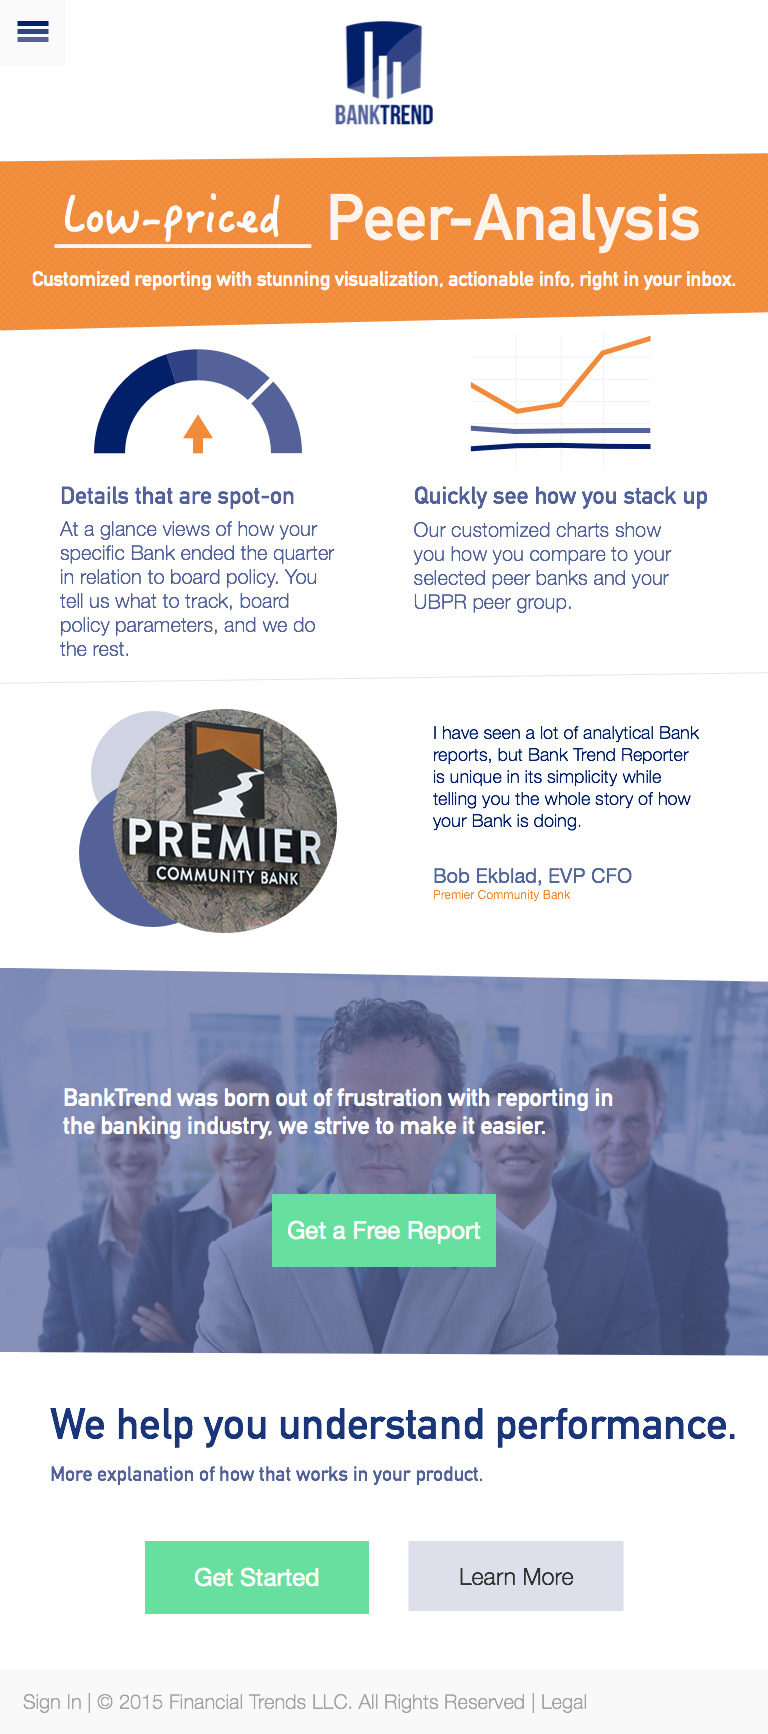 BANKTREND
Low-priced Peer-Analysis
Customized reporting with stunning visualization, actionable info, right in your inbox.
Details that are spot-on
At a glance views of how your
specific Bank ended the quarter
in relation to board policy. You
tell us what to track, board
policy parameters, and we do
the rest.
Quickly see how you stack up
Our customized charts show
you how you compare to your
selected peer banks and your
UBPR peer group.
PREMIER
COMMUNITY BANK
I have seen a lot of analytical Bank
reports, but Bank Trend Reporter
is unique in its simplicity while
telling you the whole story of how
your Bank is doing.
Bob Ekblad, EVP CFO
Premier Community Bank
BankTrend was born out of frustration with reporting in
the banking industry, we strive to make it easier.
Get a Free Report
We help you understand performance.
More explanation of how that works in your product.
Get Started
Learn More
Sign In | © 2015 Financial Trends LLC. All Rights Reserved | Legal